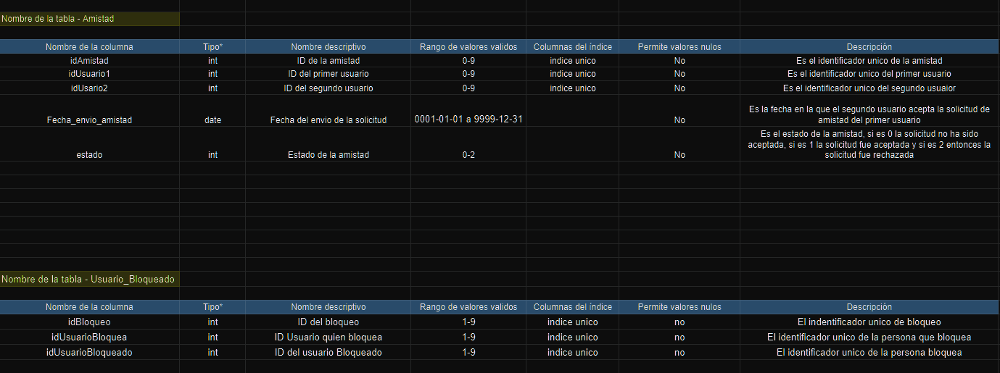 Nombre de la tabla - Amistad
Nombre de la columna Tipo* Nombre descriptivo Rango de valores validos Columnas del índice Permite valores nulos Descripción
idAmistad int ID de la amistad 0-9 indice unico No Es el identificador unico de la amistad
idUsuario1 int ID del primer usuario 0-9 indice unico No Es el identificador unico del primer usuario
idUsario2 int ID del segundo usuario 0-9 indice unico No Es el identificador unico del segundo usuaior
Es la fecha en la que el segundo usuario acepta la solicitud de
Fecha_envio_amistad date Fecha del envio de la solicitud 0001-01-01 a 9999-12-31 No amistad del primer usuario
Es el estado de la amistad, si es 0 la solicitud no ha sido
aceptada, si es 1 la solicitud fue aceptada y si es 2 entonces la
estado int Estado de la amistad 0-2 No solicitud fue rechazada
Nombre de la tabla - Usuario_Bloqueado
Nombre de la columna Tipo* Nombre descriptivo Rango de valores validos Columnas del índice Permite valores nulos Descripción
idBloqueo int ID del bloqueo 1-9 indice unico no El indentificador unico de bloqueo
idUsuarioBloquea int ID Usuario quien bloquea 1-9 indice unico no El identificador unico de la persona que bloquea
idUsuarioBloqueado int ID del usuario Bloqueado 1-9 indice unico no El identificador unico de la persona bloquea